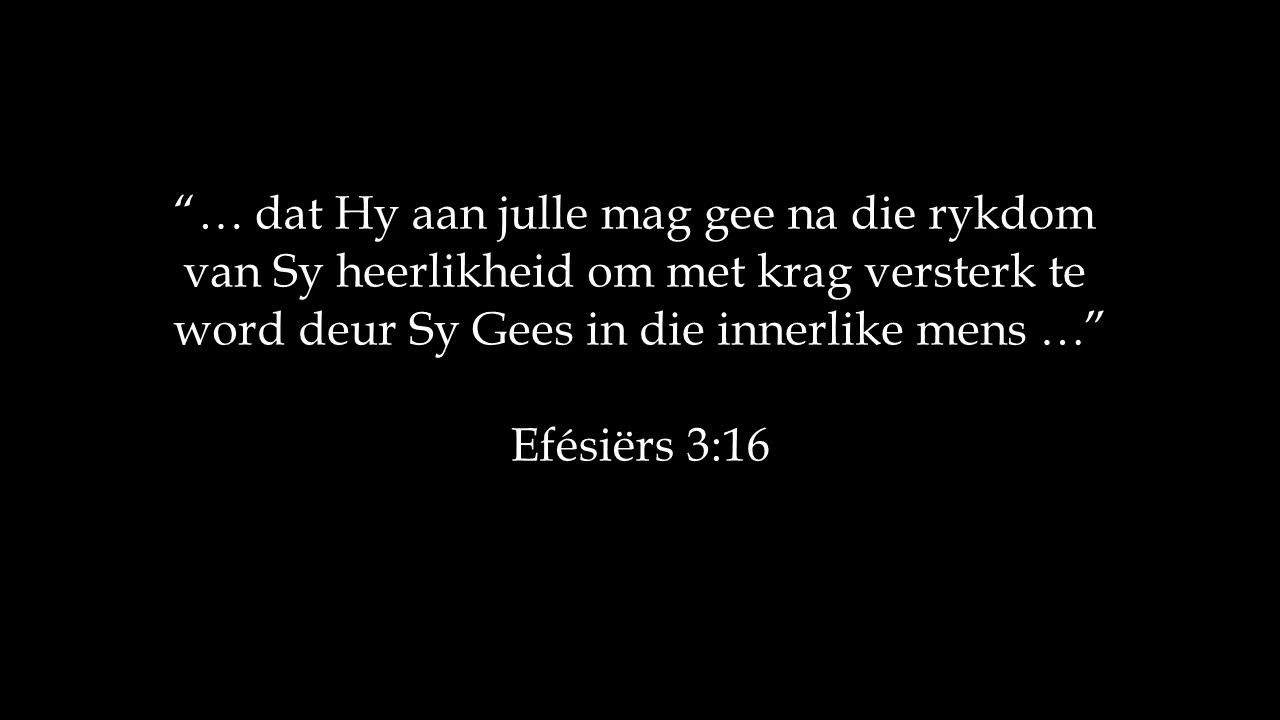 “… dat Hy aan julle mag gee na die rykdom
van Sy heerlikheid om met krag versterk te
word deur Sy Gees in die innerlike mens …”
Efésiërs 3:16